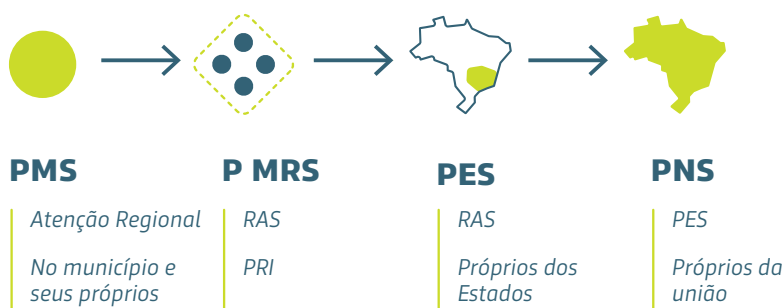 PMS
Atenção Regional
No município e
seus próprios
P MRS
RAS
PRI
PES
RAS
Próprios dos
Estados
PNS
PES
Próprios da
união